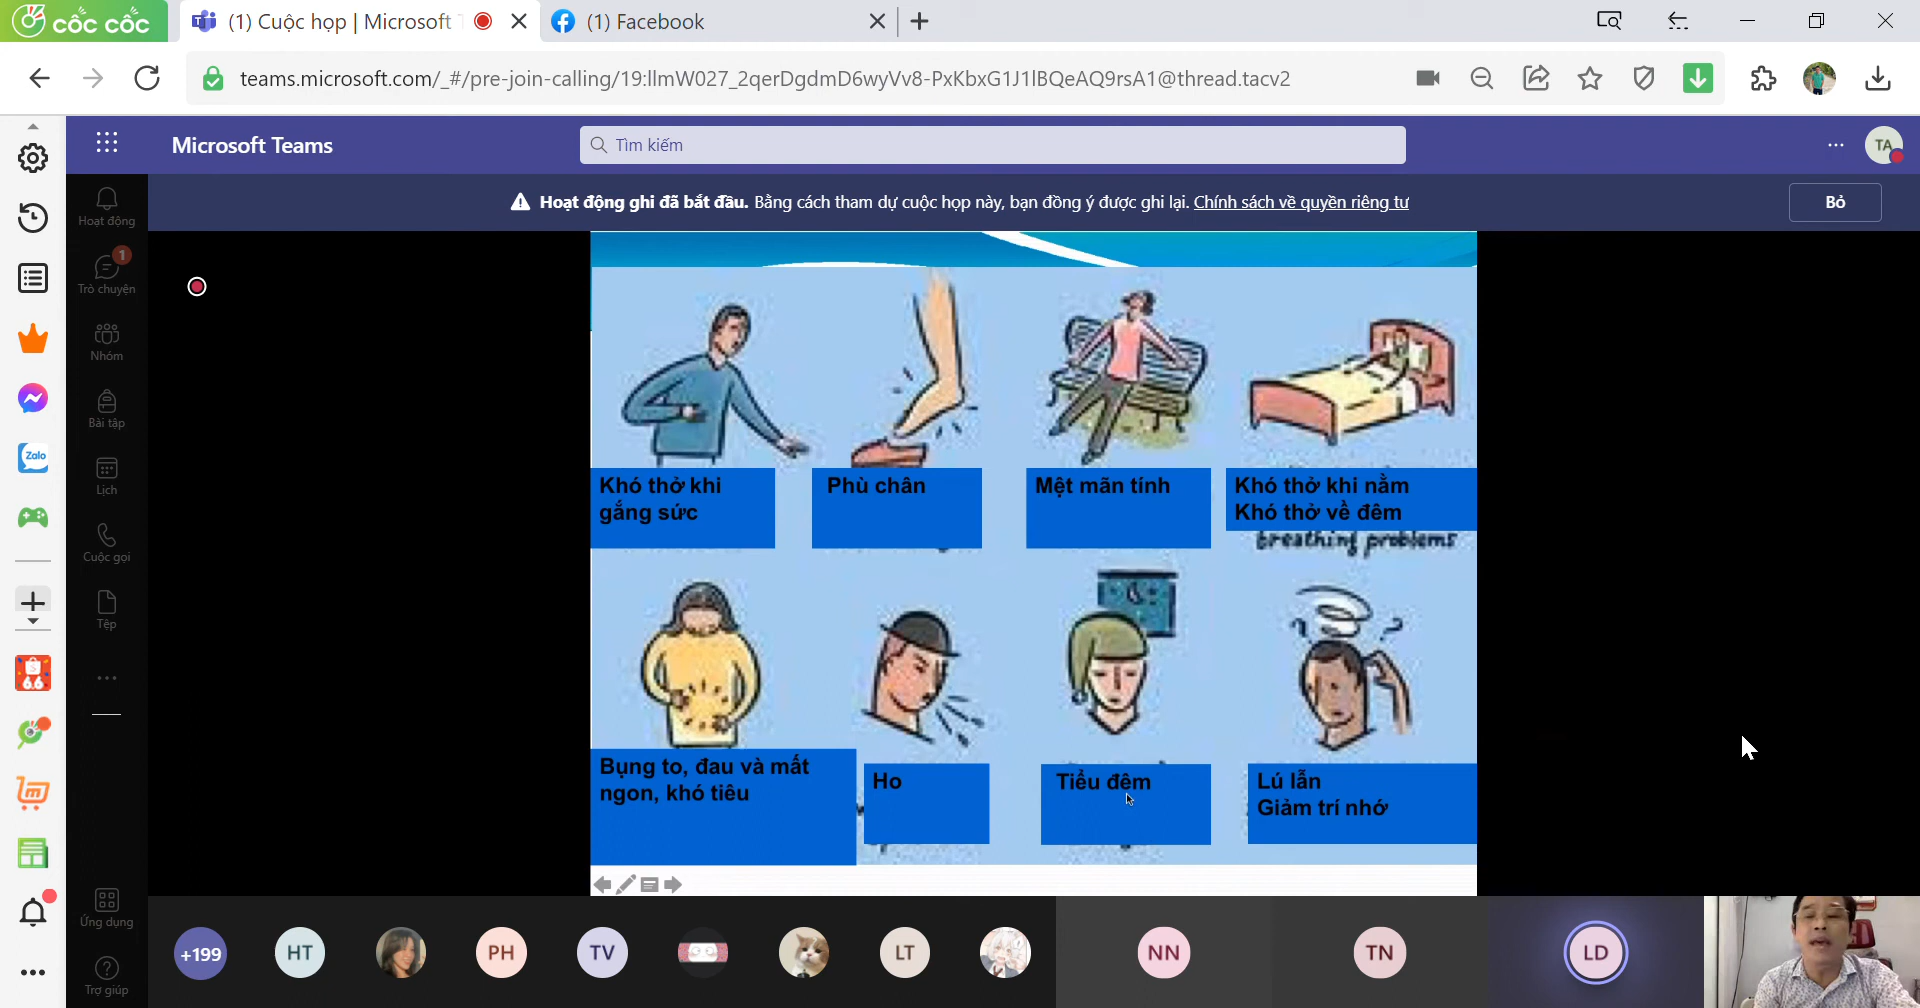 cốc cốc
(1) Cuộc họp | Microsoft T
(1) Facebook
teams.microsoft.com/_#/pre-join-calling/19:llmW027_2qerDgdmD6wyVv8-PxKbxG1J1lBQeAQ9rsA1@thread.tacv2
Microsoft Teams
Tìm kiếm
TA
Hoạt động ghi đã bắt đầu. Bằng cách tham dự cuộc họp này, bạn đồng ý được ghi lại. Chính sách về quyền riêng tư
Bỏ
Hoạt động
1
Trò chuyện
Nhóm
Bài tập
Lịch
Cuộc gọi
Tệp
Ứng dụng
Trợ giúp
Zalo
6.6
Khó thở khi
gắng sức
Phù chân
Mệt mãn tính
Khó thở khi nằm
Khó thở về đêm
breathing problems
Bụng to, đau và mất
ngon, khó tiêu
Ho
Tiểu đêm
Lú lẫn
Giảm trí nhớ
+199
HT
PH
TV
LT
NN
TN
LD